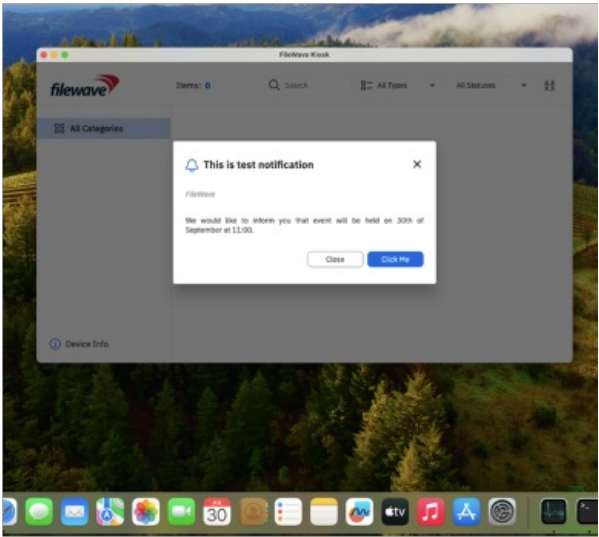 FileWave Kiosk
filewave
Items: 0
Search
All Types
All Statuses
All Categories
This is test notification
FileWave
We would like to inform you that event will be held on 30th of
September at 11:00.
Close
Click Me
Device Info
30
tv